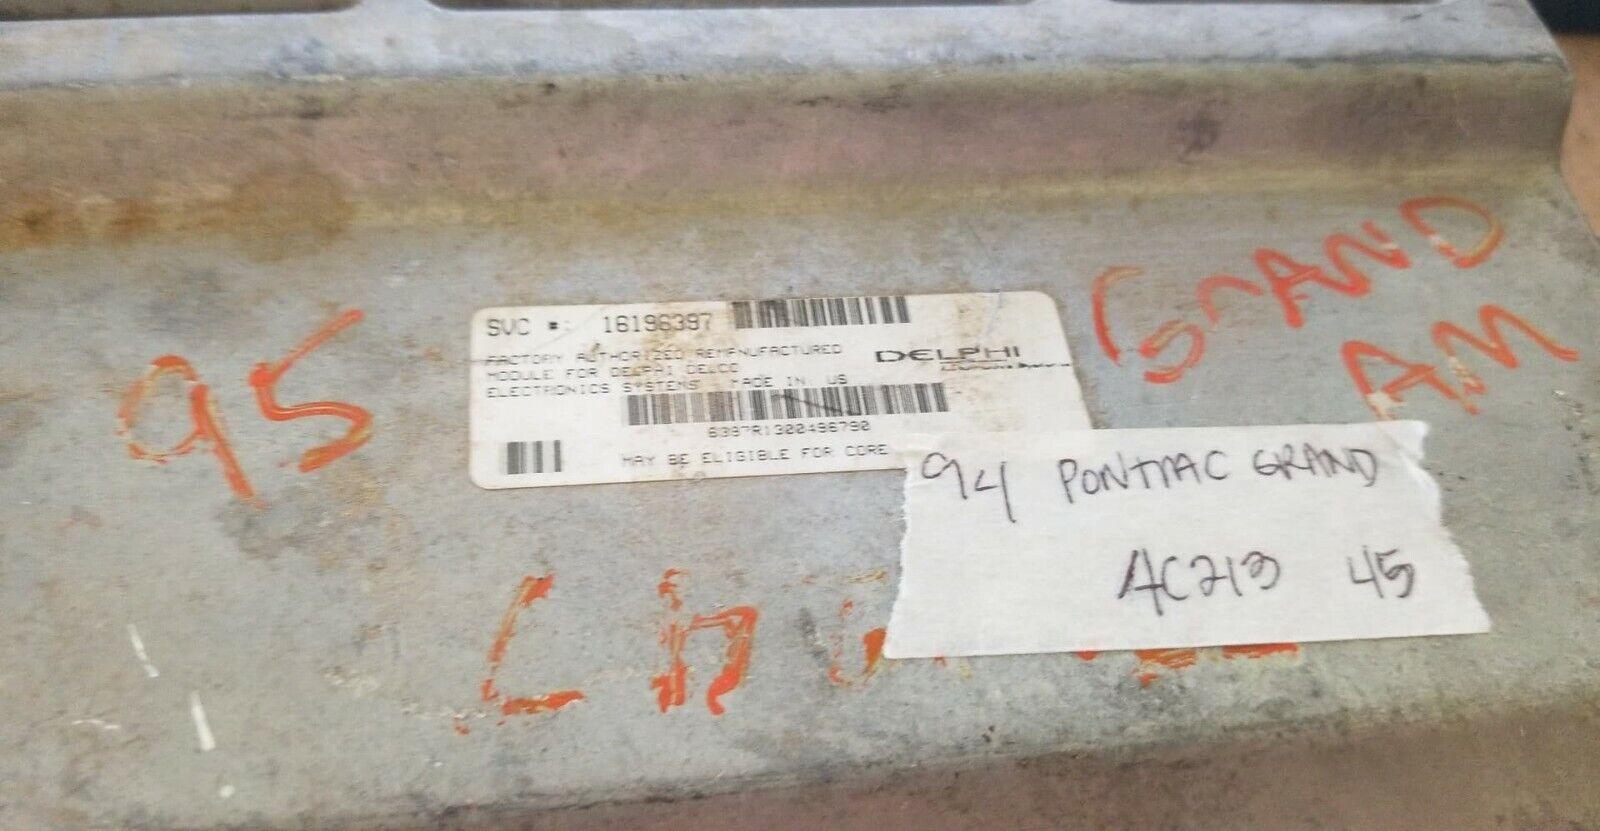 SVC #: 16196397
FACTORY AUTHORIZED REMANUFACTURED
MODULE FOR DELPHI DELCO
ELECTRONICS SYSTEMS MADE IN US
DELPHI
6397R1300496790
MAY BE ELIGIBLE FOR CORE
95
GRAND
AM
94 PONTIAC GRAND
AC213 45